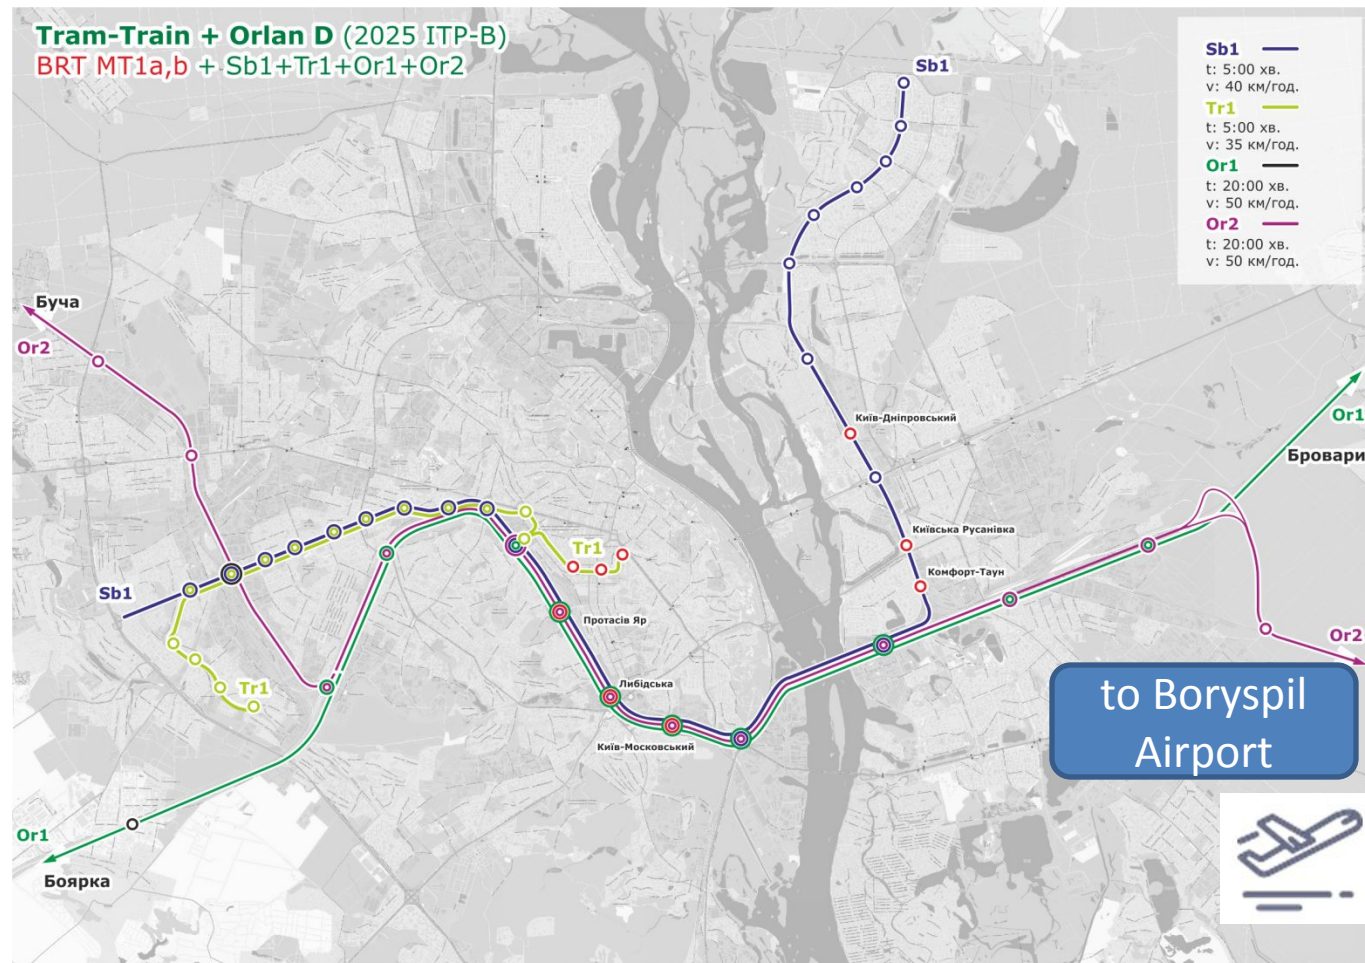 Tram-Train + Orlan D (2025 ITP-B)
BRT MT1a,b + Sb1+Tr1+Or1+Or2
Sb1
t: 5:00 хв.
v: 40 км/год.
Tr1
t: 5:00 хв.
v: 35 км/год.
Or1
t: 20:00 хв.
v: 50 км/год.
Or2
t: 20:00 хв.
v: 50 км/год.
Sb1
Буча
Or2
Or1
Бровари
Київ-Дніпровський
Київська Русанівка
Комфорт-Таун
Tr1
Sb1
Протасів Яр
Or2
Либідська
Tr1
Київ-Московський
to Boryspil
Airport
Or1
Боярка